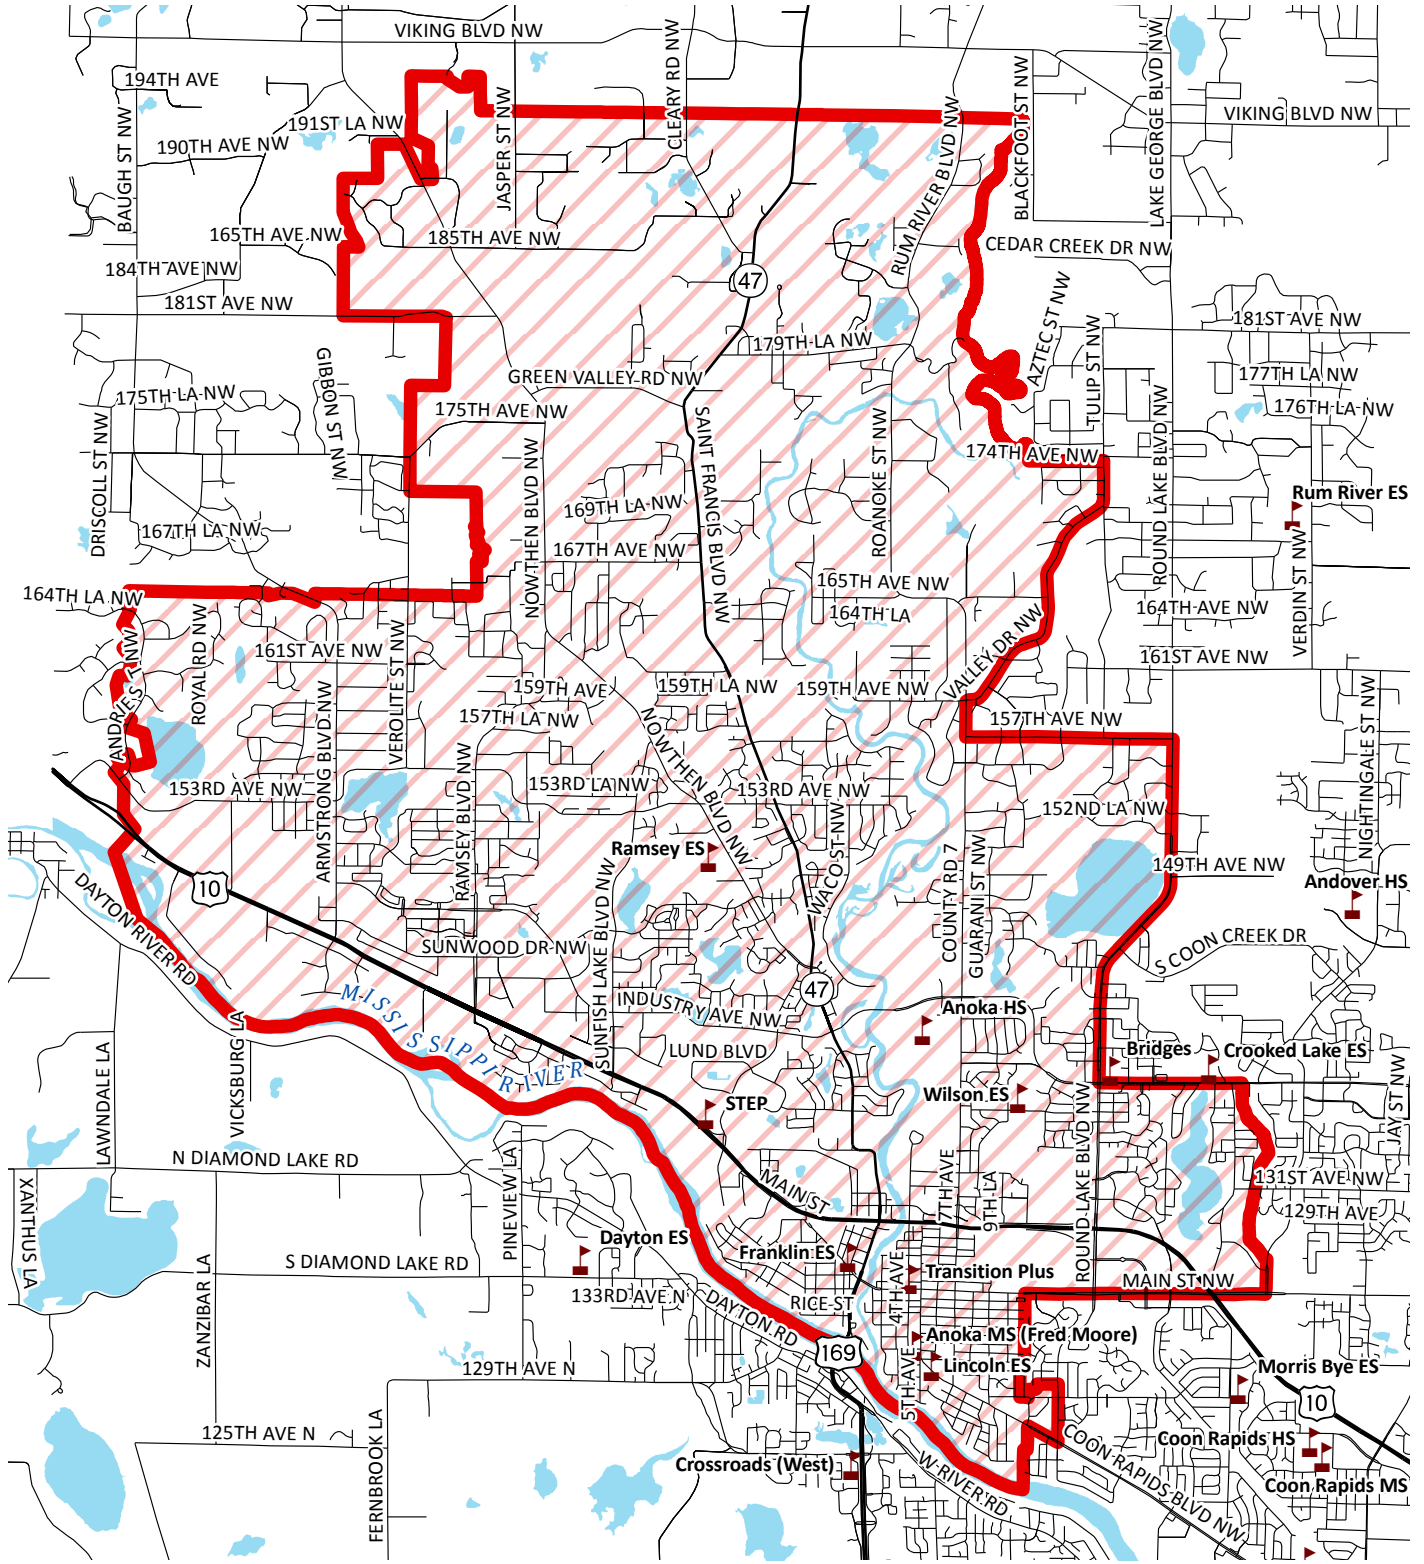 VIKING BLVD NW
194TH AVE
CLEARY RD NW
LAKE GEORGE BLVD NW
BLACKFOOT ST NW
VIKING BLVD NW
BAUGH ST NW
191ST LA NW
190TH AVE NW
JASPER ST NW
RUM RIVER BLVD NW
165TH AVE NW
185TH AVE NW
CEDAR CREEK DR NW
184TH AVE NW
47
181ST AVE NW
AZTEC ST NW
181ST AVE NW
179TH LA NW
TULIP ST NW
GIBBON ST NW
GREEN VALLEY RD NW
177TH LA NW
175TH LA NW
175TH AVE NW
176TH LA NW
SAINT FRANCIS BLVD NW
ROANOKE ST NW
ROUND LAKE BLVD NW
DRISCOLL ST NW
174TH AVE NW
NOWTHEN BLVD NW
Rum River ES
169TH LA NW
167TH LA NW
167TH AVE NW
VERDIN ST NW
165TH AVE NW
164TH LA NW
164TH LA
164TH AVE NW
ROYAL RD NW
VEROLITE ST NW
161ST AVE NW
161ST AVE NW
VALLEY DR NW
ANDRIE ST NW
159TH AVE
159TH LA NW
159TH AVE NW
ARMSTRONG BLVD NW
157TH LA NW
157TH AVE NW
NOWTHEN BLVD NW
NIGHTINGALE ST NW
RAMSEY BLVD NW
153RD AVE NW
153RD LA NW
153RD AVE NW
152ND LA NW
WACO ST NW
Ramsey ES
149TH AVE NW
10
DAYTON RIVER RD
SUNFISH LAKE BLVD NW
COUNTY RD 7
GUARANI ST NW
Andover HS
SUNWOOD DR NW
S COON CREEK DR
MISSISSIPPI RIVER
47
INDUSTRY AVE NW
Anoka HS
LUND BLVD
Bridges
Crooked Lake ES
LAWNDALE LA
VICKSBURG LA
STEP
Wilson ES
ROUND LAKE BLVD NW
JAY ST NW
N DIAMOND LAKE RD
PINEVIEW LA
MAIN ST
7TH AVE
9TH LA
131ST AVE NW
XANTHUS LA
129TH AVE
Dayton ES
Franklin ES
S DIAMOND LAKE RD
4TH AVE
Transition Plus
MAIN ST NW
133RD AVE N
RICE ST
ZANZIBAR LA
DAYTON RD
169
Anoka MS (Fred Moore)
129TH AVE N
Lincoln ES
Morris Bye ES
5TH AVE
10
125TH AVE N
FERNBROOK LA
COON RAPIDS BLVD NW
Coon Rapids HS
Crossroads (West)
W RIVER RD
Coon Rapids MS